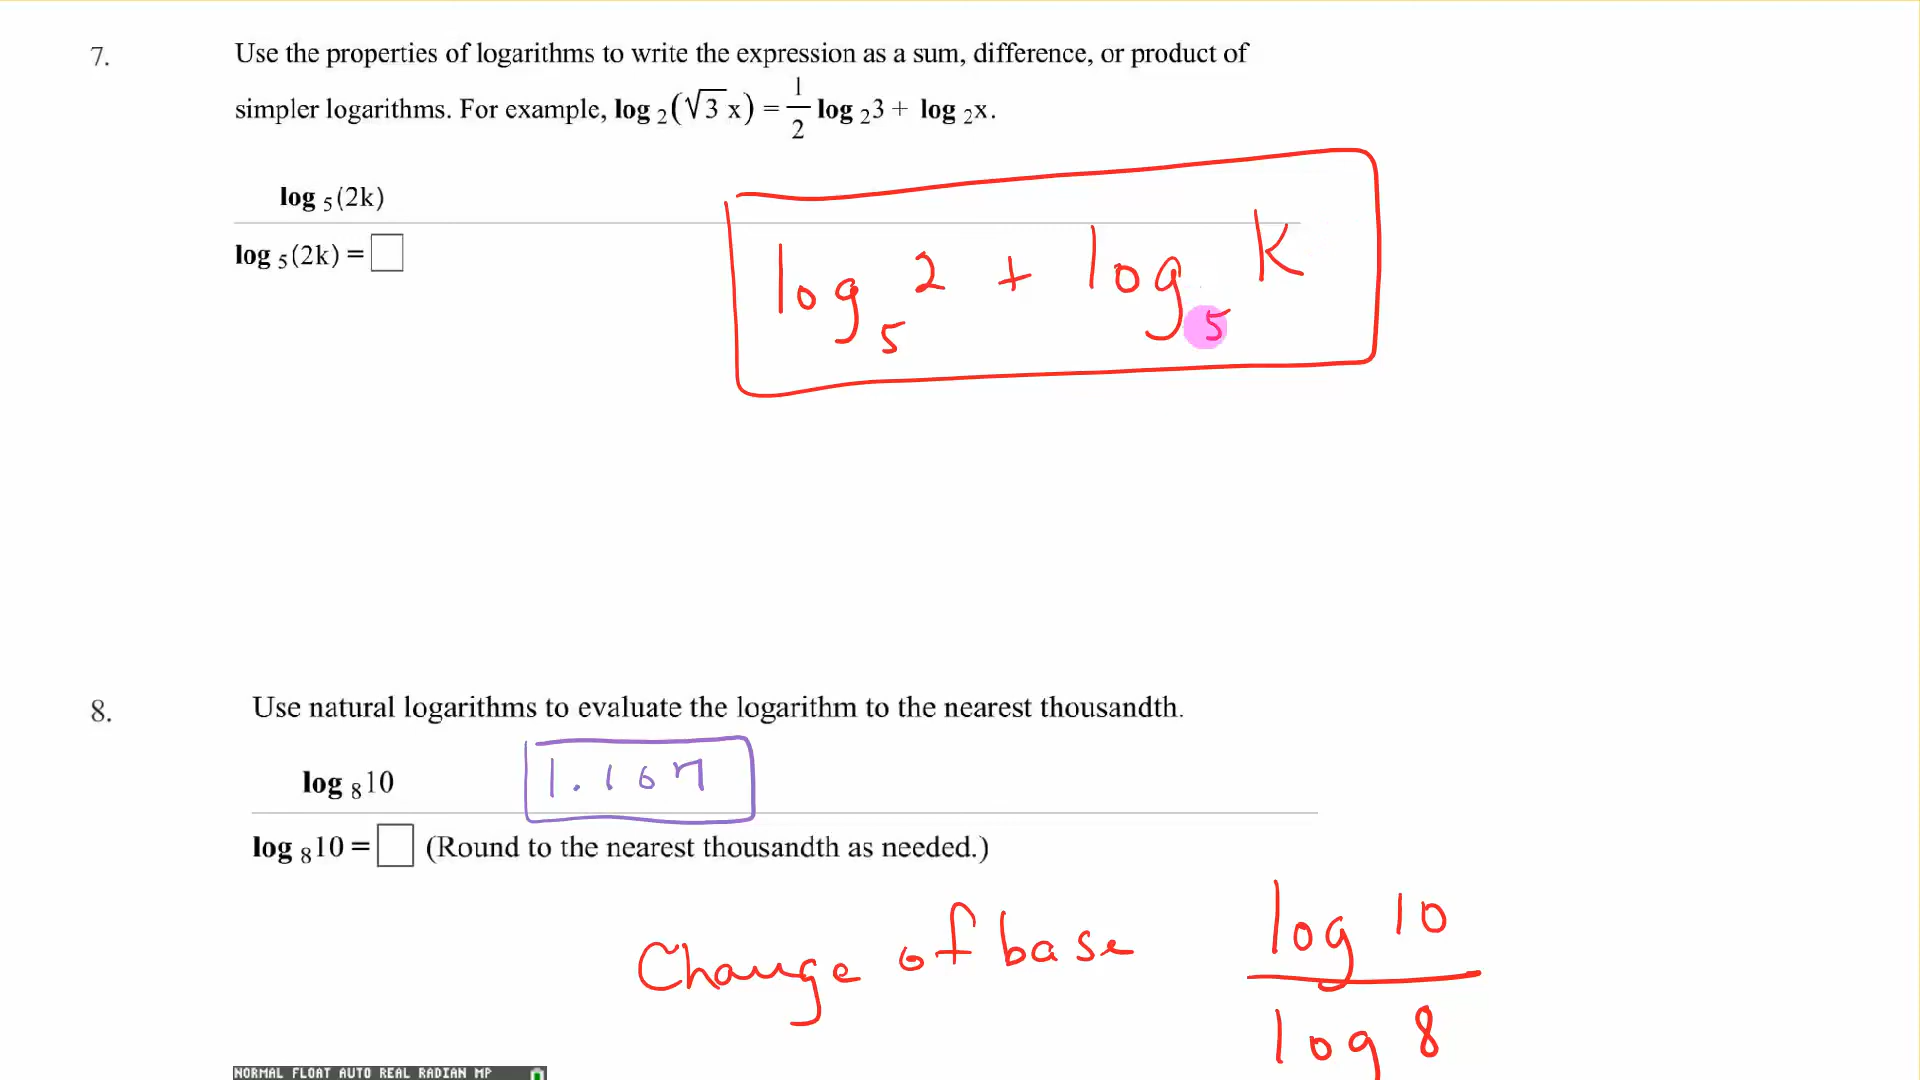 7. Use the properties of logarithms to write the expression as a sum, difference, or product of
simpler logarithms. For example, log ₂(√3 x) = 1/2 log ₂3 + log ₂x.
log ₅(2k)
log ₅(2k) =
log₅ 2 + log₅ k
8. Use natural logarithms to evaluate the logarithm to the nearest thousandth.
log ₈10
1.107
log ₈10 = (Round to the nearest thousandth as needed.)
Change of base
log 10
log 8
NORMAL FLOAT AUTO REAL RADIAN MP